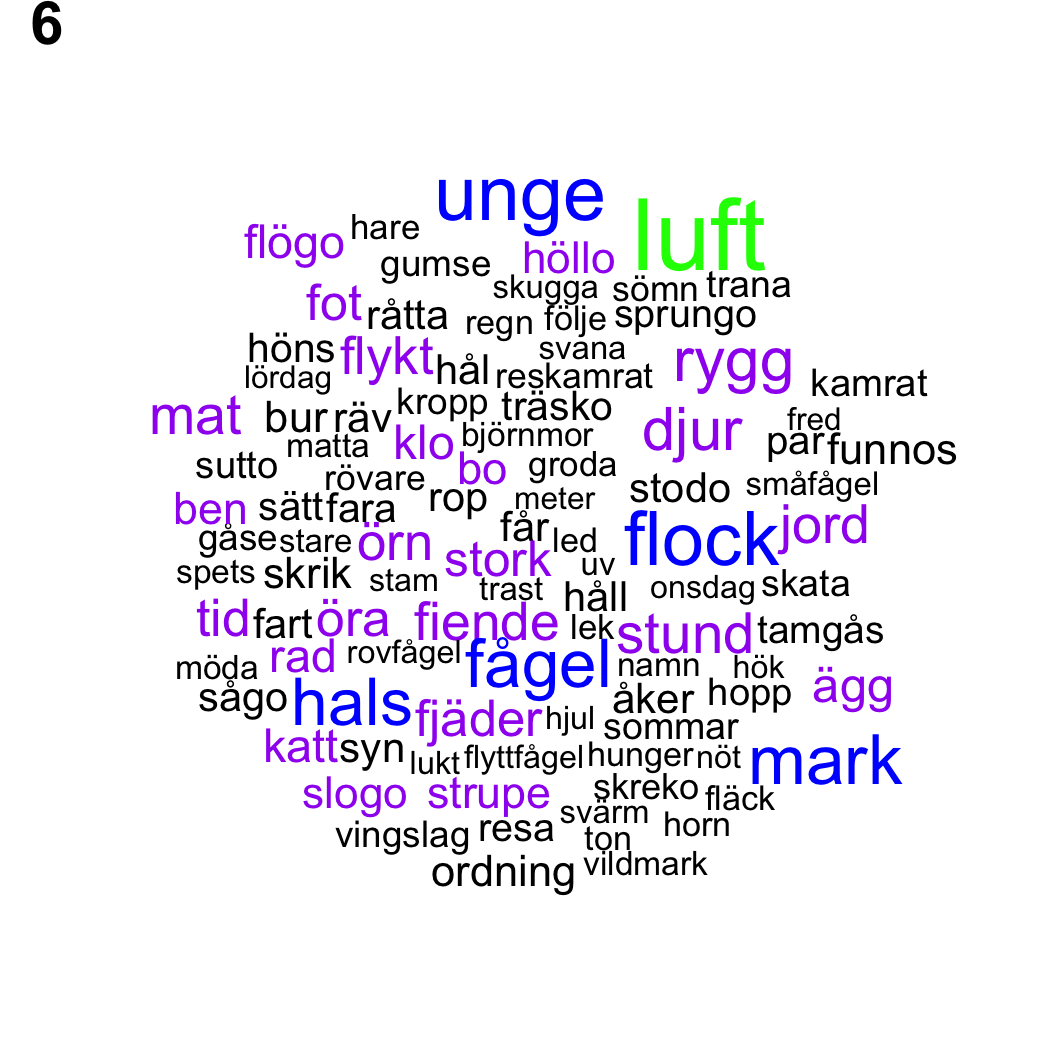 6
unge
flögo hare höllo luft
gumse
skugga sömn trana
fot råtta regn följe sprungo
höns flykt hål svana rygg
lördag reskamrat kamrat
mat bur räv kropp träsko djur fred
matta klo björnmor par funnos
sutto rövare bo groda stodo småfågel
ben sätt fara rop meter
gåse stare örn får led flock jord
spets skrik stam stork uv onsdag skata
trast håll
tid fart öra fiende lek stund tamgås
möda rad rovfågel fågel namn hök
sågo hals fjäder hjul åker hopp ägg
sommar
katt syn lukt flyttfågel hunger nöt mark
slogo strupe skreko fläck
vingslag resa svärm horn
ton
ordning vildmark